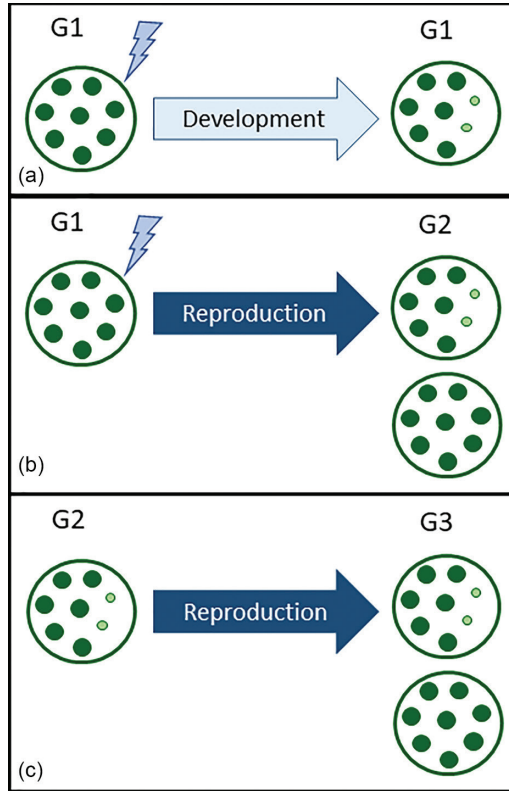 G1
G1
Development
(a)
G1
G2
Reproduction
(b)
G2
G3
Reproduction
(c)